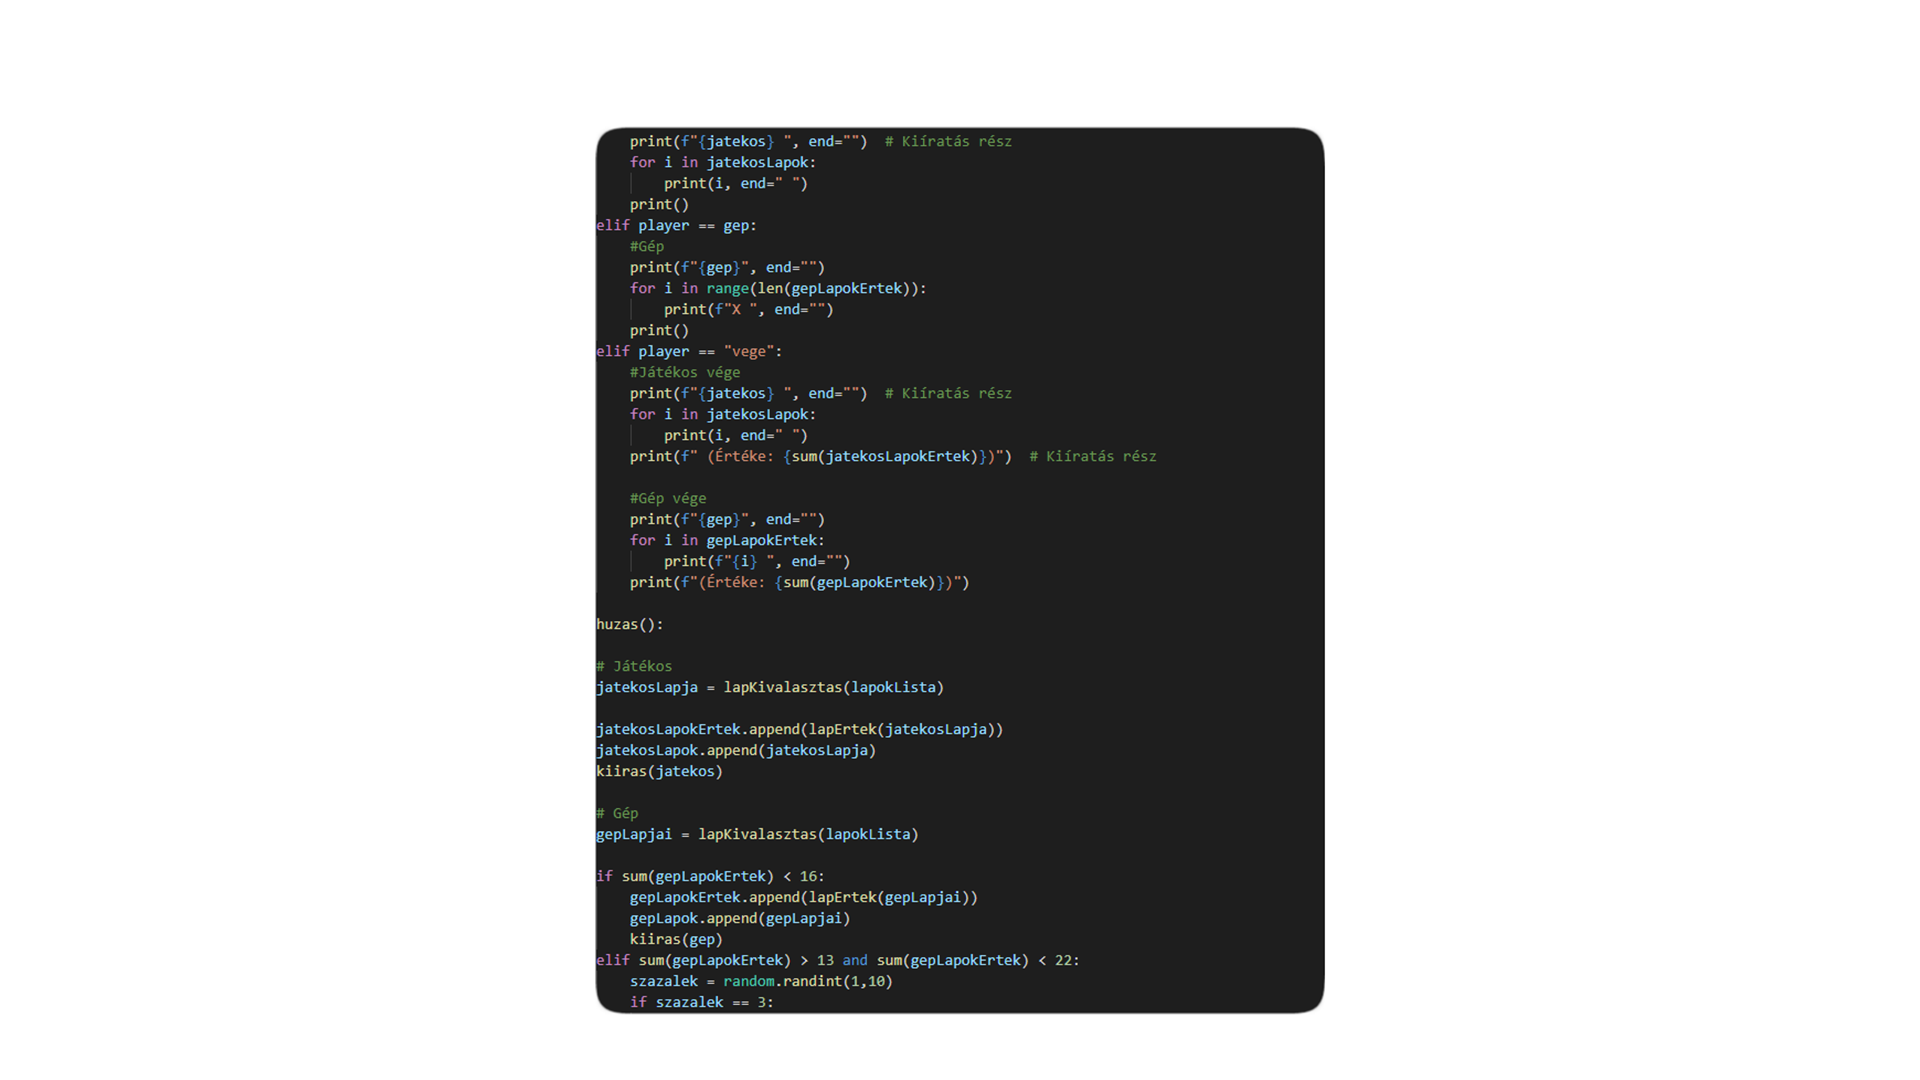 print(f"{jatekos} ", end="")  # Kiíratás rész
for i in jatekosLapok:
print(i, end=" ")
print()
elif player == gep:
#Gép
print(f"{gep}", end="")
for i in range(len(gepLapokErtek)):
print(f"X ", end="")
print()
elif player == "vege":
#Játékos vége
print(f"{jatekos} ", end="")  # Kiíratás rész
for i in jatekosLapok:
print(i, end=" ")
print(f" (Értéke: {sum(jatekosLapokErtek)})")  # Kiíratás rész
#Gép vége
print(f"{gep}", end="")
for i in gepLapokErtek:
print(f"{i} ", end="")
print(f"(Értéke: {sum(gepLapokErtek)})")
huzas():
# Játékos
jatekosLapja = lapKivalasztas(lapokLista)
jatekosLapokErtek.append(lapErtek(jatekosLapja))
jatekosLapok.append(jatekosLapja)
kiiras(jatekos)
# Gép
gepLapjai = lapKivalasztas(lapokLista)
if sum(gepLapokErtek) < 16:
gepLapokErtek.append(lapErtek(gepLapjai))
gepLapok.append(gepLapjai)
kiiras(gep)
elif sum(gepLapokErtek) > 13 and sum(gepLapokErtek) < 22:
szazalek = random.randint(1,10)
if szazalek == 3: